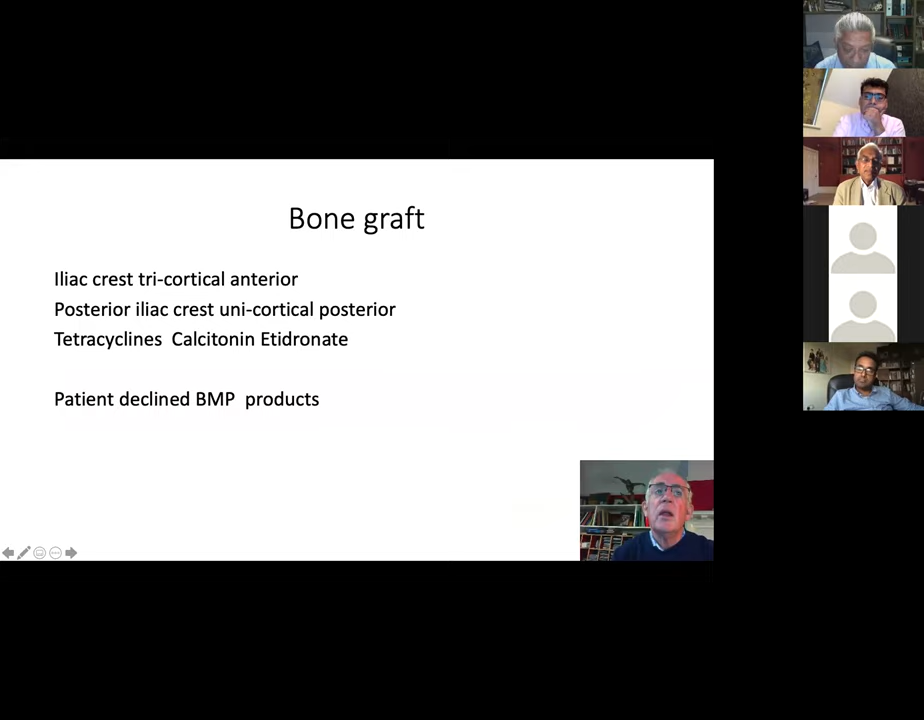 Bone graft
Iliac crest tri-cortical anterior
Posterior iliac crest uni-cortical posterior
Tetracyclines  Calcitonin Etidronate
Patient declined BMP  products